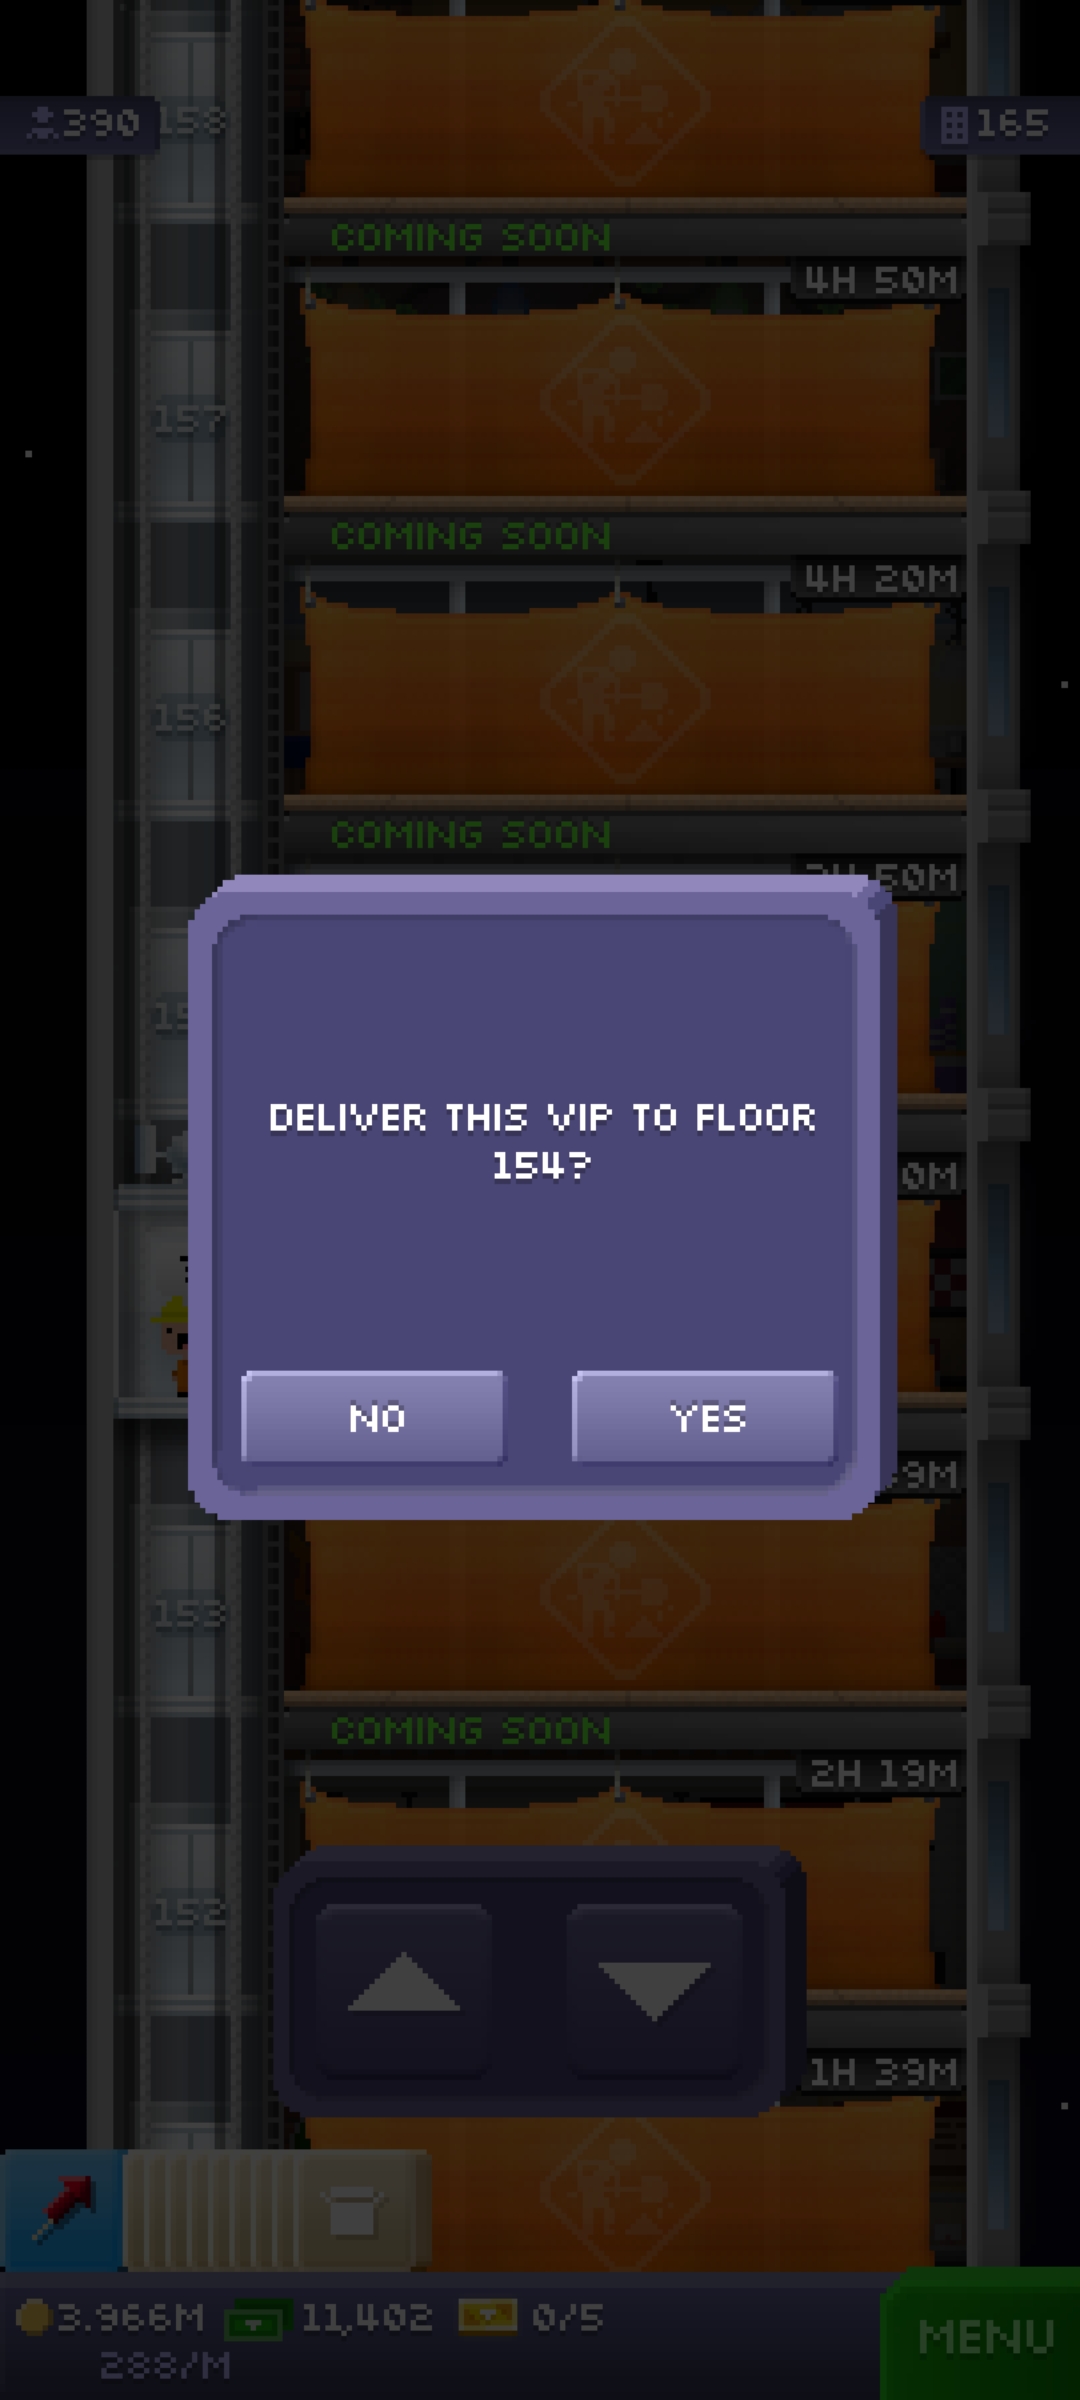 390
158
165
COMING SOON
4H 50M
157
COMING SOON
4H 20M
156
COMING SOON
50M
DELIVER THIS VIP TO FLOOR
154?
0M
NO
YES
9M
153
COMING SOON
2H 19M
152
1H 39M
3.966M
11,402
0/5
288/M
MENU